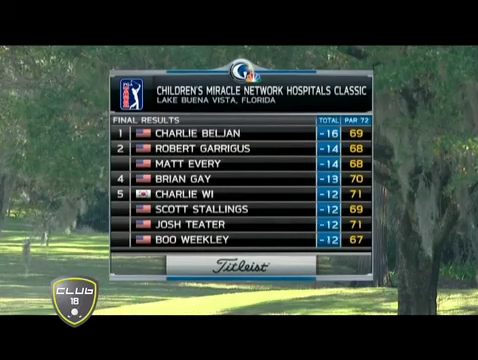 CHILDREN'S MIRACLE NETWORK HOSPITALS CLASSIC
LAKE BUENA VISTA, FLORIDA
FINAL RESULTS TOTAL PAR 72
1 CHARLIE BELJAN -16 69
2 ROBERT GARRIGUS -14 68
MATT EVERY -14 68
4 BRIAN GAY -13 70
5 CHARLIE WI -12 71
SCOTT STALLINGS -12 69
JOSH TEATER -12 71
BOO WEEKLEY -12 67
Titleist
CLUB
18